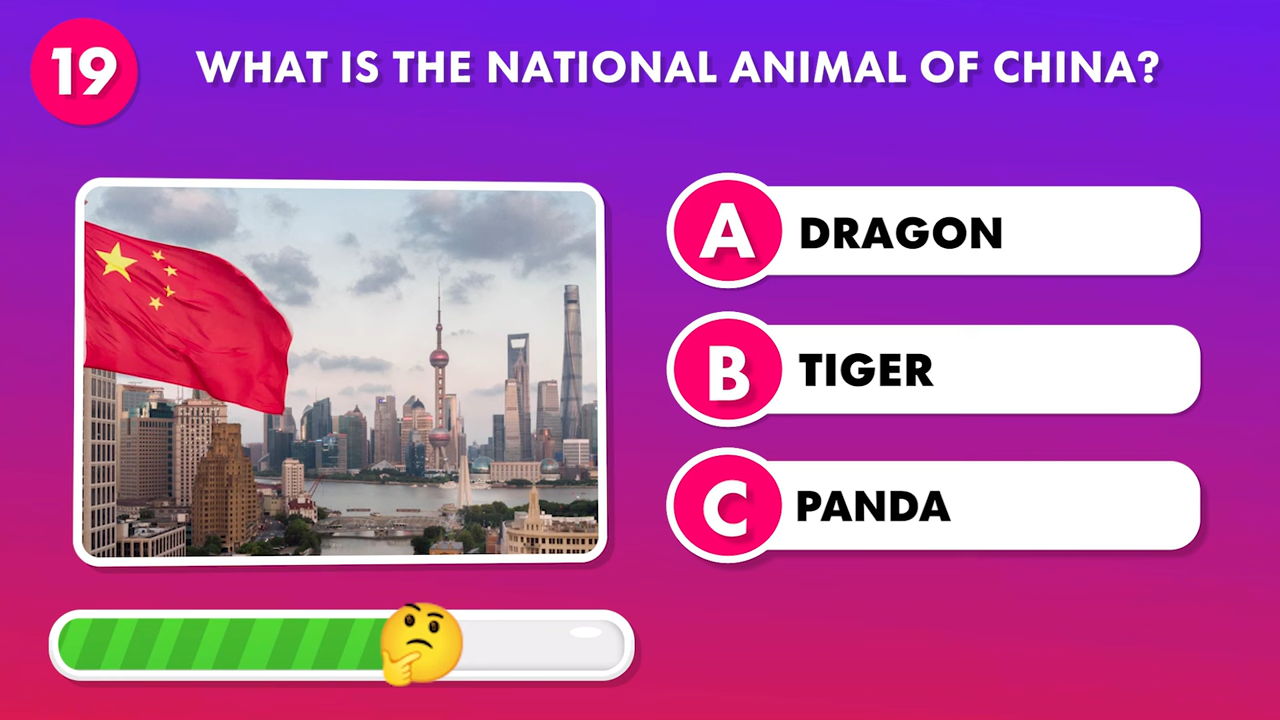 19
WHAT IS THE NATIONAL ANIMAL OF CHINA?
A DRAGON
B TIGER
C PANDA